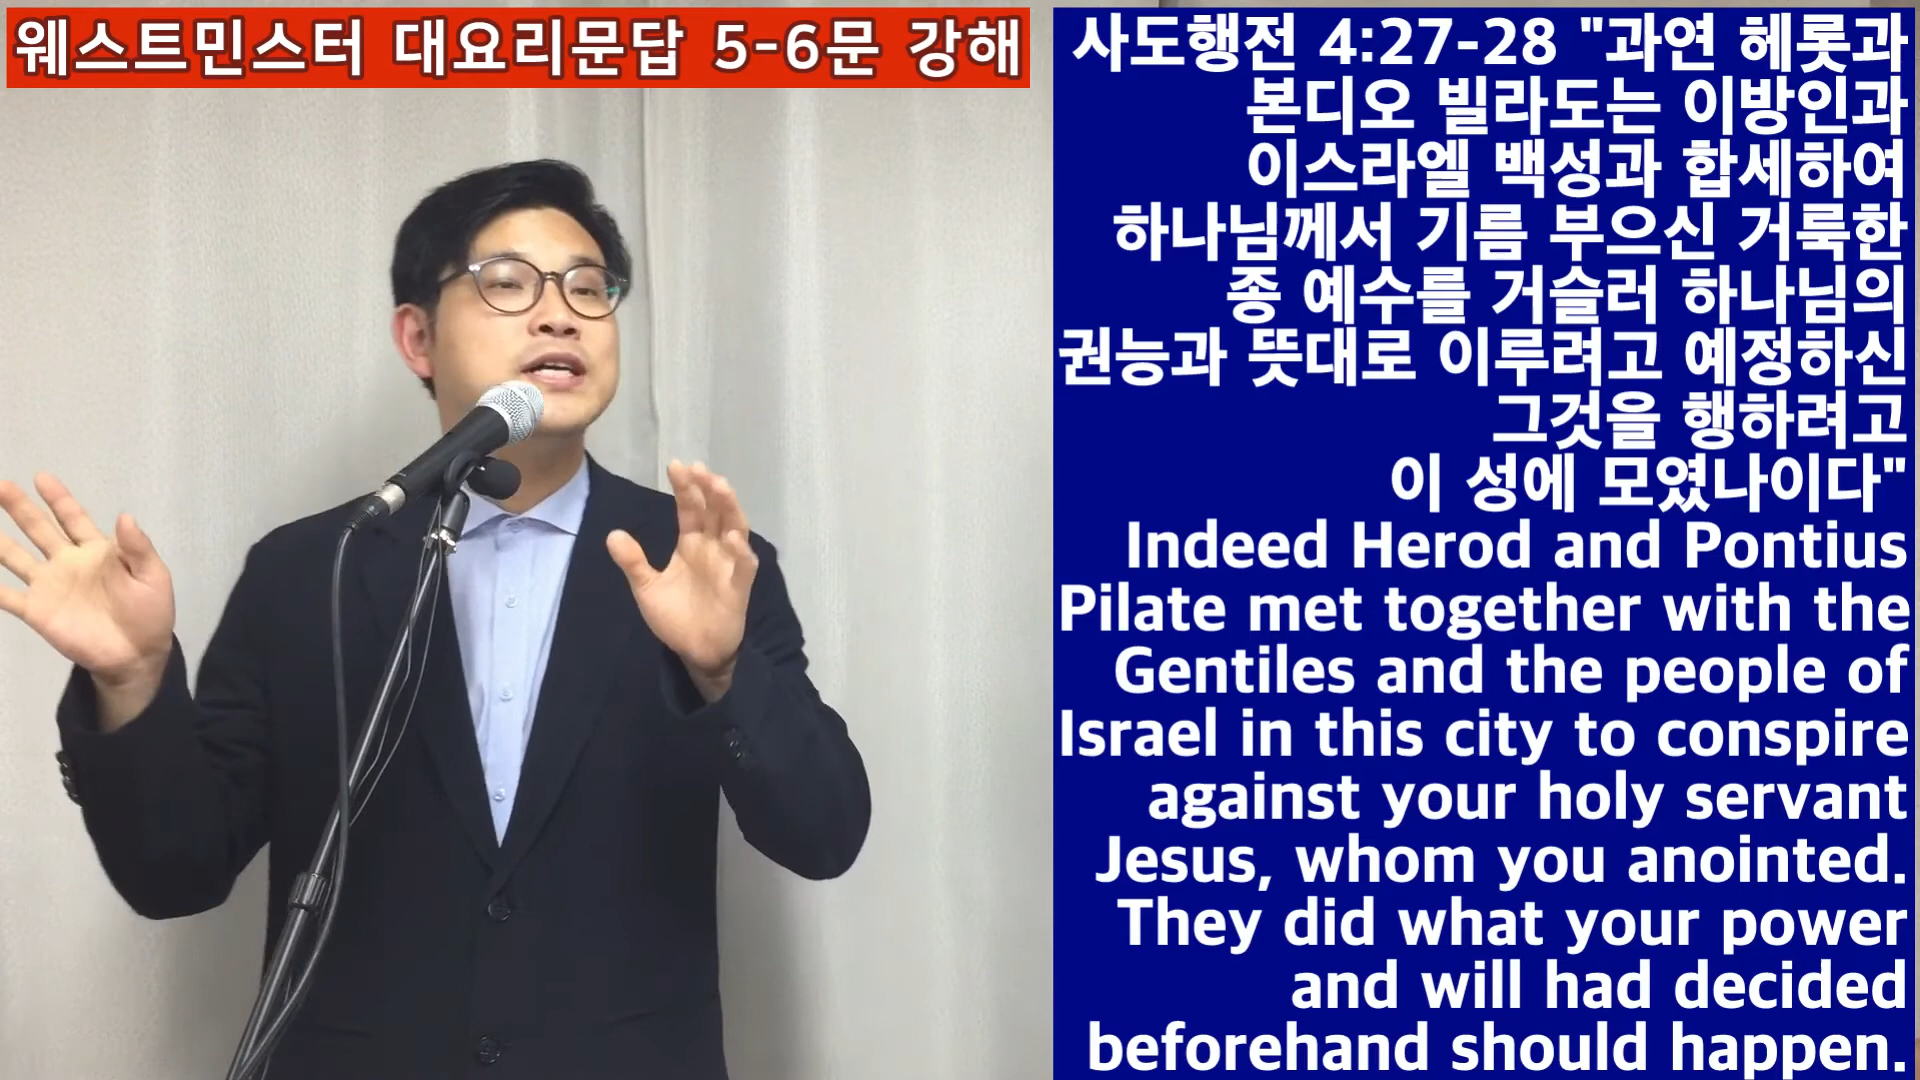 웨스트민스터 대요리문답 5-6문 강해
사도행전 4:27-28 "과연 헤롯과
본디오 빌라도는 이방인과
이스라엘 백성과 합세하여
하나님께서 기름 부으신 거룩한
종 예수를 거슬러 하나님의
권능과 뜻대로 이루려고 예정하신
그것을 행하려고
이 성에 모였나이다"
Indeed Herod and Pontius
Pilate met together with the
Gentiles and the people of
Israel in this city to conspire
against your holy servant
Jesus, whom you anointed.
They did what your power
and will had decided
beforehand should happen.